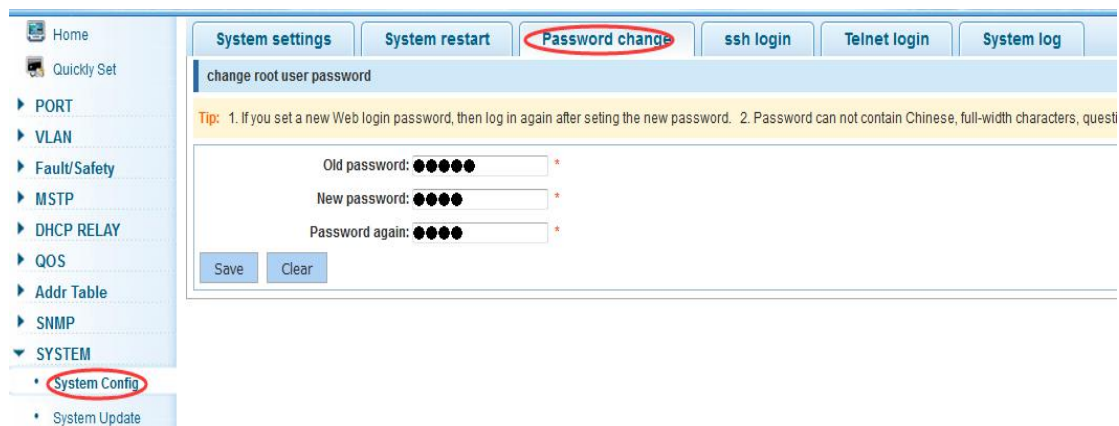 Home
Quickly Set
PORT
VLAN
Fault/Safety
MSTP
DHCP RELAY
QOS
Addr Table
SNMP
SYSTEM
System Config
System Update
System settings
System restart
Password change
ssh login
Telnet login
System log
change root user password
Tip: 1. If you set a new Web login password, then log in again after seting the new password. 2. Password can not contain Chinese, full-width characters, questi
Old password: ●●●●● *
New password: ●●●● *
Password again: ●●●● *
Save
Clear